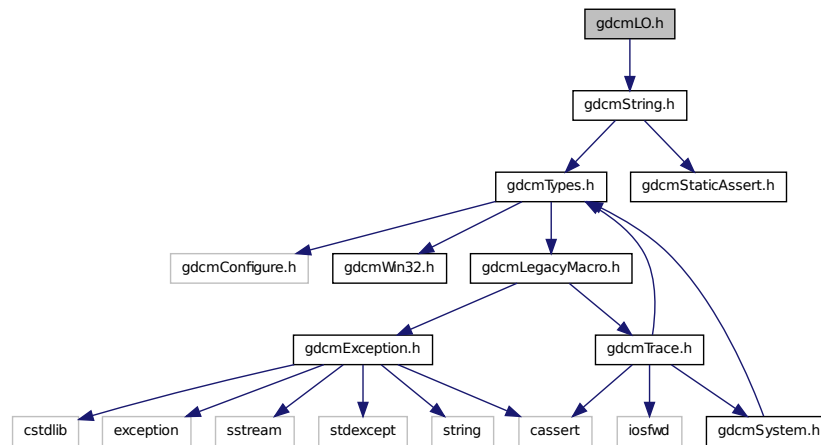 gdcmLO.h
gdcmString.h
gdcmTypes.h
gdcmStaticAssert.h
gdcmConfigure.h
gdcmWin32.h
gdcmLegacyMacro.h
gdcmException.h
gdcmTrace.h
cstdlib
exception
sstream
stdexcept
string
cassert
iosfwd
gdcmSystem.h